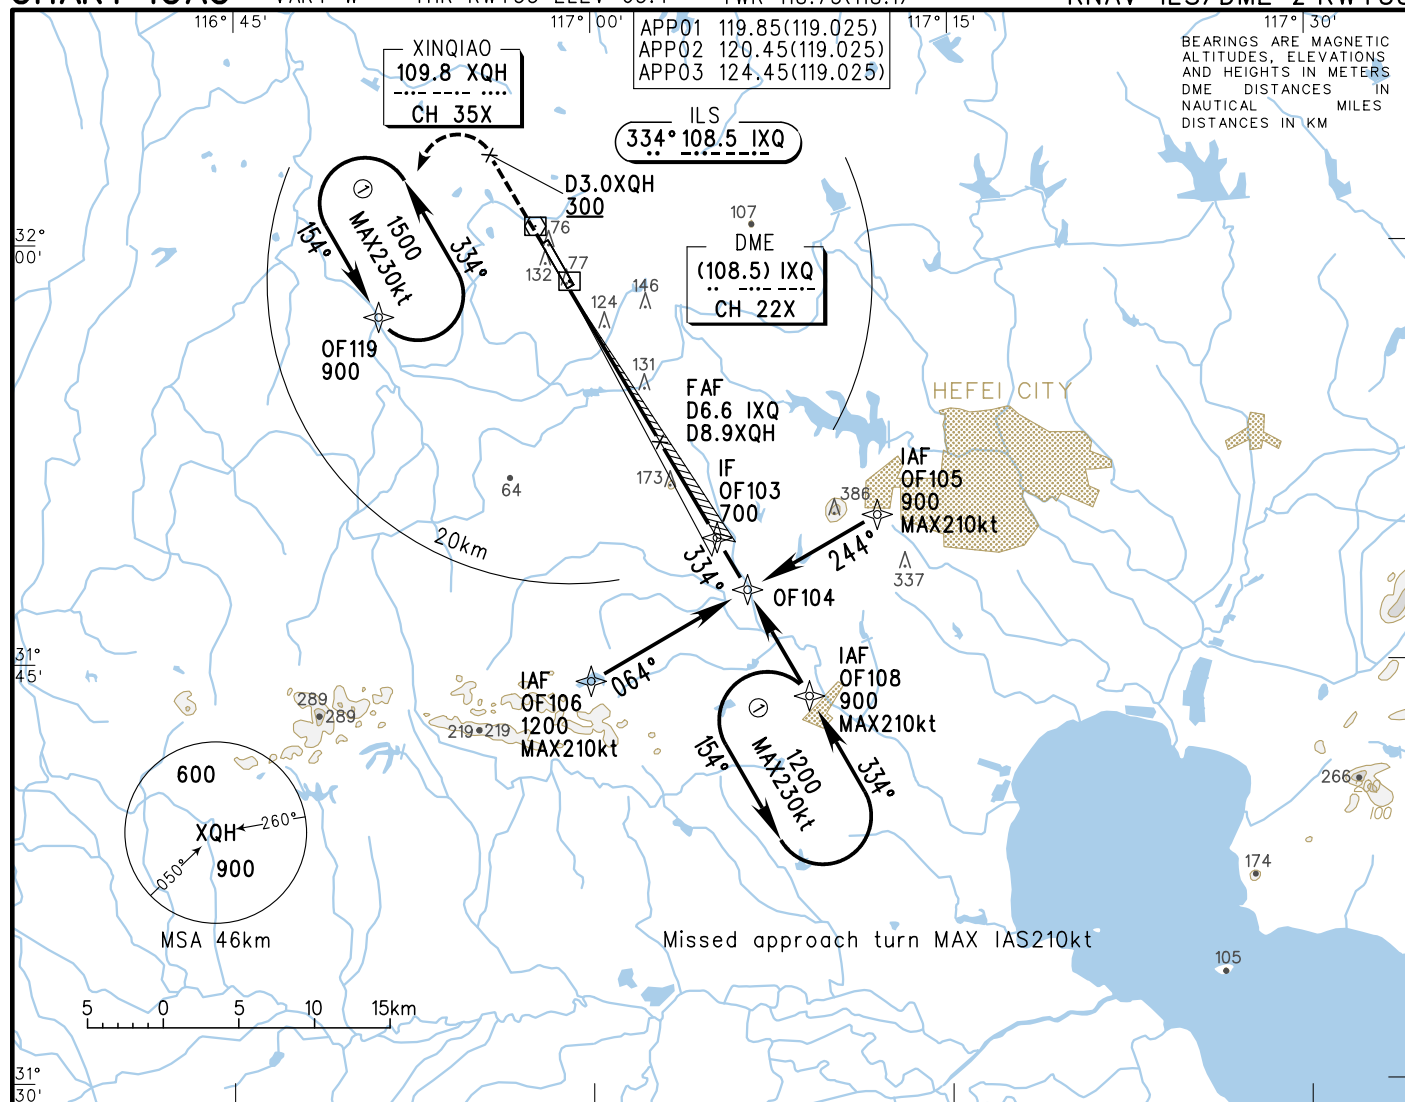 116°45'
117°00'
117°15'
117°30'
APP01 119.85(119.025)
APP02 120.45(119.025)
APP03 124.45(119.025)
BEARINGS ARE MAGNETIC
ALTITUDES, ELEVATIONS
AND HEIGHTS IN METERS
DME DISTANCES IN
NAUTICAL MILES
DISTANCES IN KM
XINQIAO
109.8 XQH
CH 35X
ILS
334° 108.5 IXQ
D3.0XQH
300
1
1500
MAX230kt
154°
334°
OF119
900
32°
00'
76
77
132
124
146
131
107
DME
(108.5) IXQ
CH 22X
HEFEI CITY
FAF
D6.6 IXQ
D8.9XQH
IF
OF103
700
173
64
20km
IAF
OF105
900
MAX210kt
386
337
244°
334°
OF104
31°
45'
064°
IAF
OF106
1200
MAX210kt
IAF
OF108
900
MAX210kt
289
289
219
219
1
1200
MAX230kt
154°
334°
266
200
100
174
105
600
XQH
260°
050°
900
MSA 46km
Missed approach turn MAX IAS210kt
5 0 5 10 15km
31°
30'